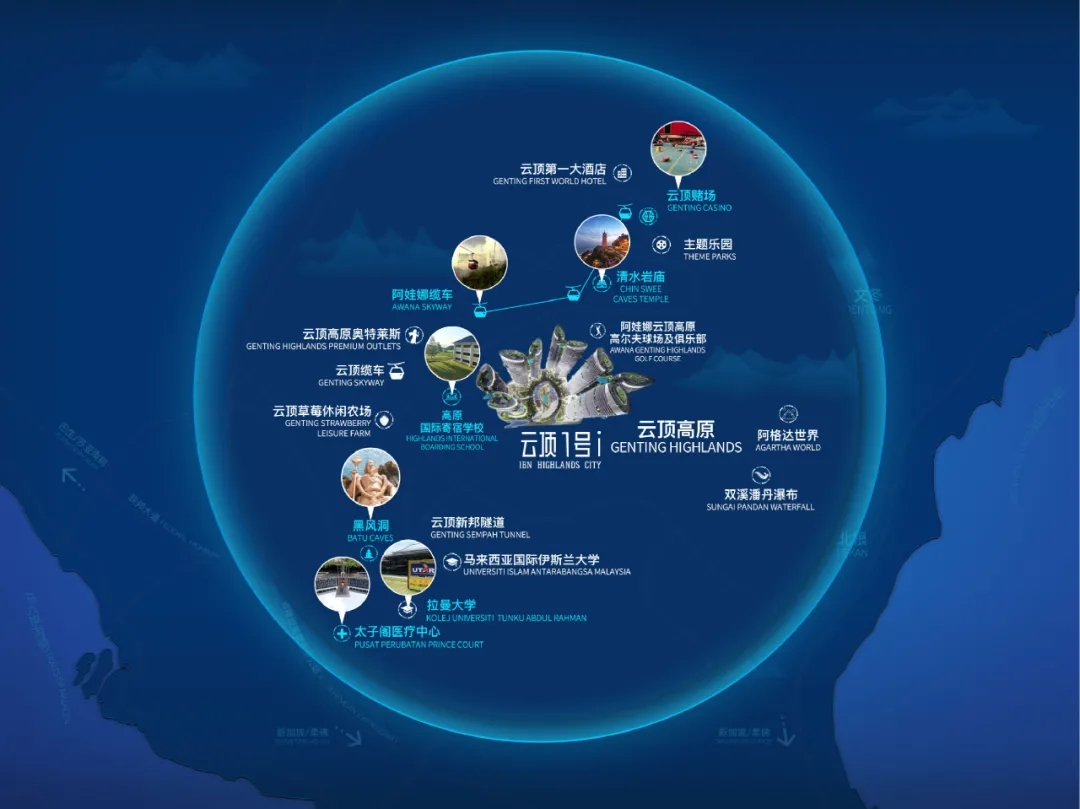 云顶第一大酒店
GENTING FIRST WORLD HOTEL
云顶赌场
GENTING CASINO
主题乐园
THEME PARKS
清水岩庙
CHIN SWEE
CAVES TEMPLE
阿娃娜缆车
AWANA SKYWAY
文冬
BENTONG
云顶高原奥特莱斯
GENTING HIGHLANDS PREMIUM OUTLETS
阿娃娜云顶高原
高尔夫球场及俱乐部
AWANA GENTING HIGHLANDS
GOLF COURSE
云顶缆车
GENTING SKYWAY
云顶草莓休闲农场
GENTING STRAWBERRY
LEISURE FARM
高原
国际寄宿学校
HIGHLANDS INTERNATIONAL
BOARDING SCHOOL
云顶1号i
IBN HIGHLANDS CITY
云顶高原
GENTING HIGHLANDS
阿格达世界
AGARTHA WORLD
双溪潘丹瀑布
SUNGAI PANDAN WATERFALL
黑风洞
BATU CAVES
云顶新邦隧道
GENTING SEMPAH TUNNEL
马来西亚国际伊斯兰大学
UNIVERSITI ISLAM ANTARABANGSA MALAYSIA
UTAR
拉曼大学
KOLEJ UNIVERSITI TUNKU ABDUL RAHMAN
太子阁医疗中心
PUSAT PERUBATAN PRINCE COURT
新加坡/柔佛
新加坡/柔佛